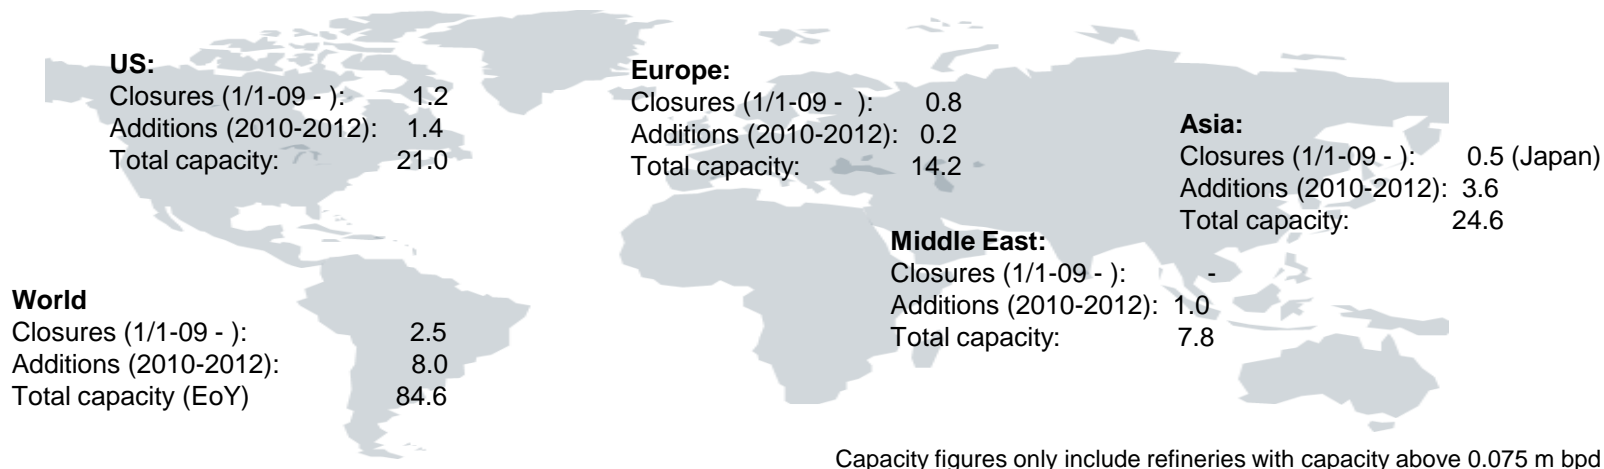 US:
Closures (1/1-09 - ): 1.2
Additions (2010-2012): 1.4
Total capacity: 21.0
Europe:
Closures (1/1-09 - ): 0.8
Additions (2010-2012): 0.2
Total capacity: 14.2
Asia:
Closures (1/1-09 - ): 0.5 (Japan)
Additions (2010-2012): 3.6
Total capacity: 24.6
Middle East:
Closures (1/1-09 - ): -
Additions (2010-2012): 1.0
Total capacity: 7.8
World
Closures (1/1-09 - ): 2.5
Additions (2010-2012): 8.0
Total capacity (EoY) 84.6
Capacity figures only include refineries with capacity above 0.075 m bpd